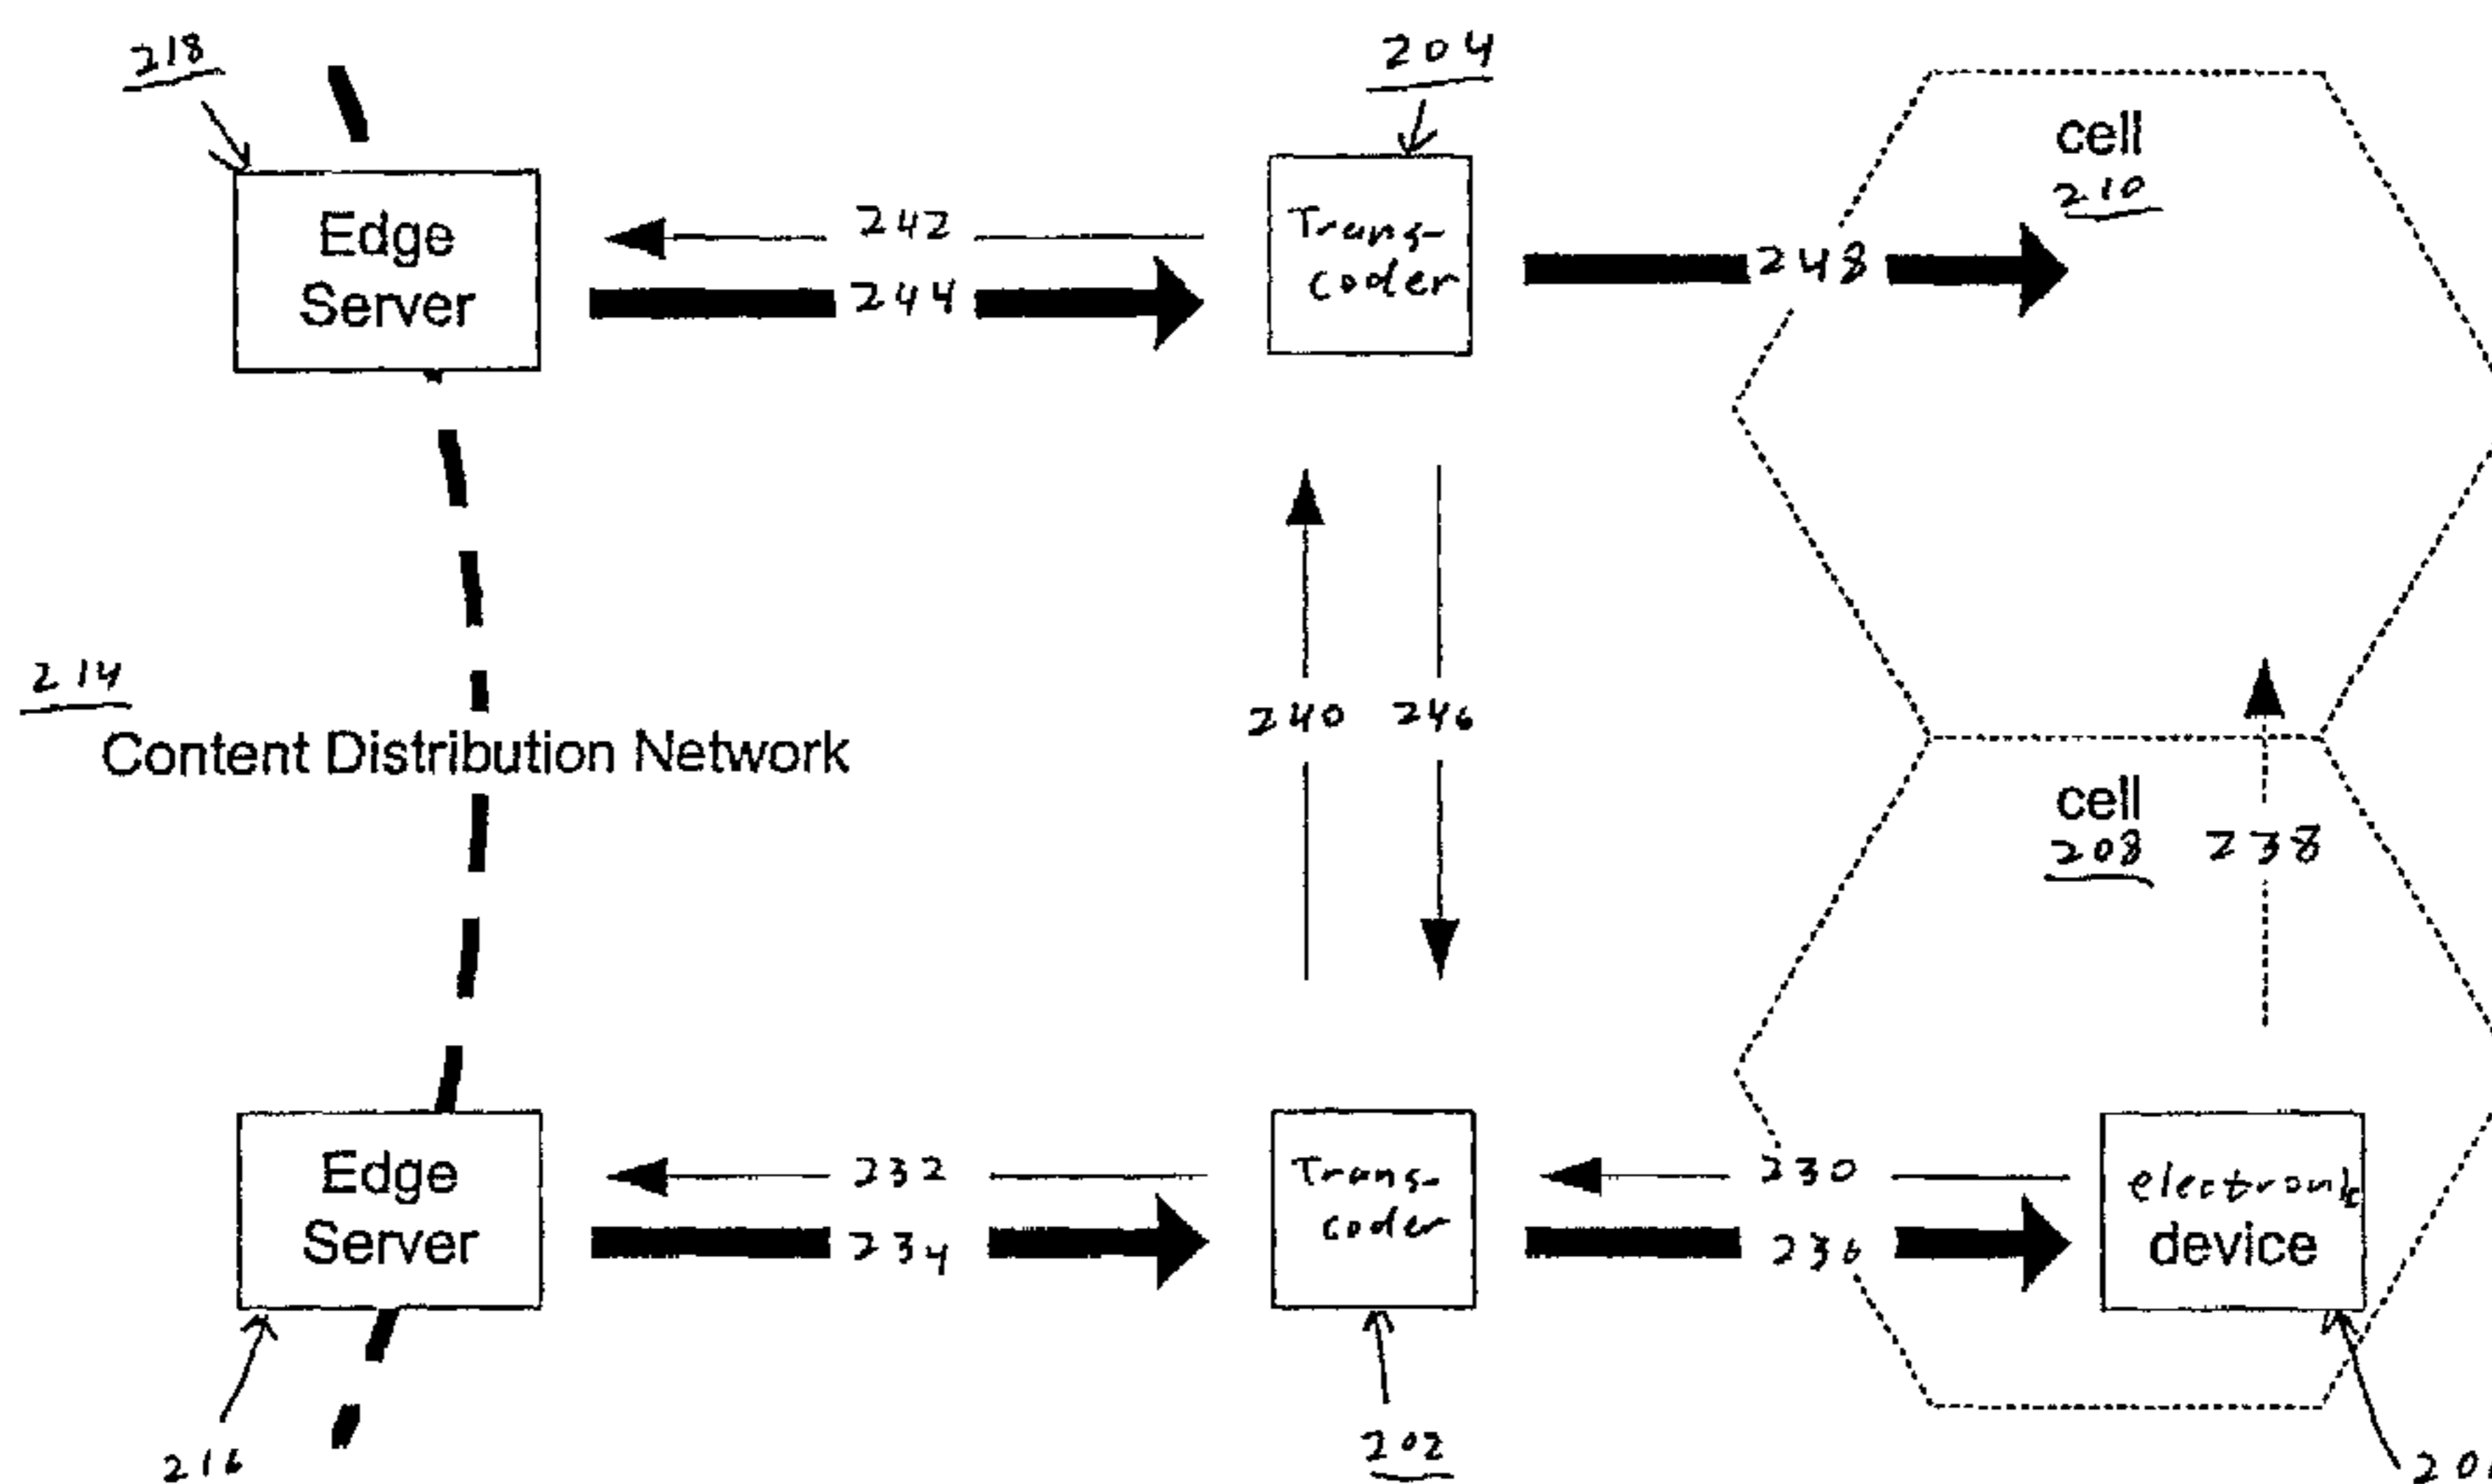 218
204
cell
210
Edge
Server
242
244
Trans-
coder
248
214
Content Distribution Network
240
246
cell
208
238
Edge
Server
232
234
Trans-
coder
230
236
electronic
device
216
202